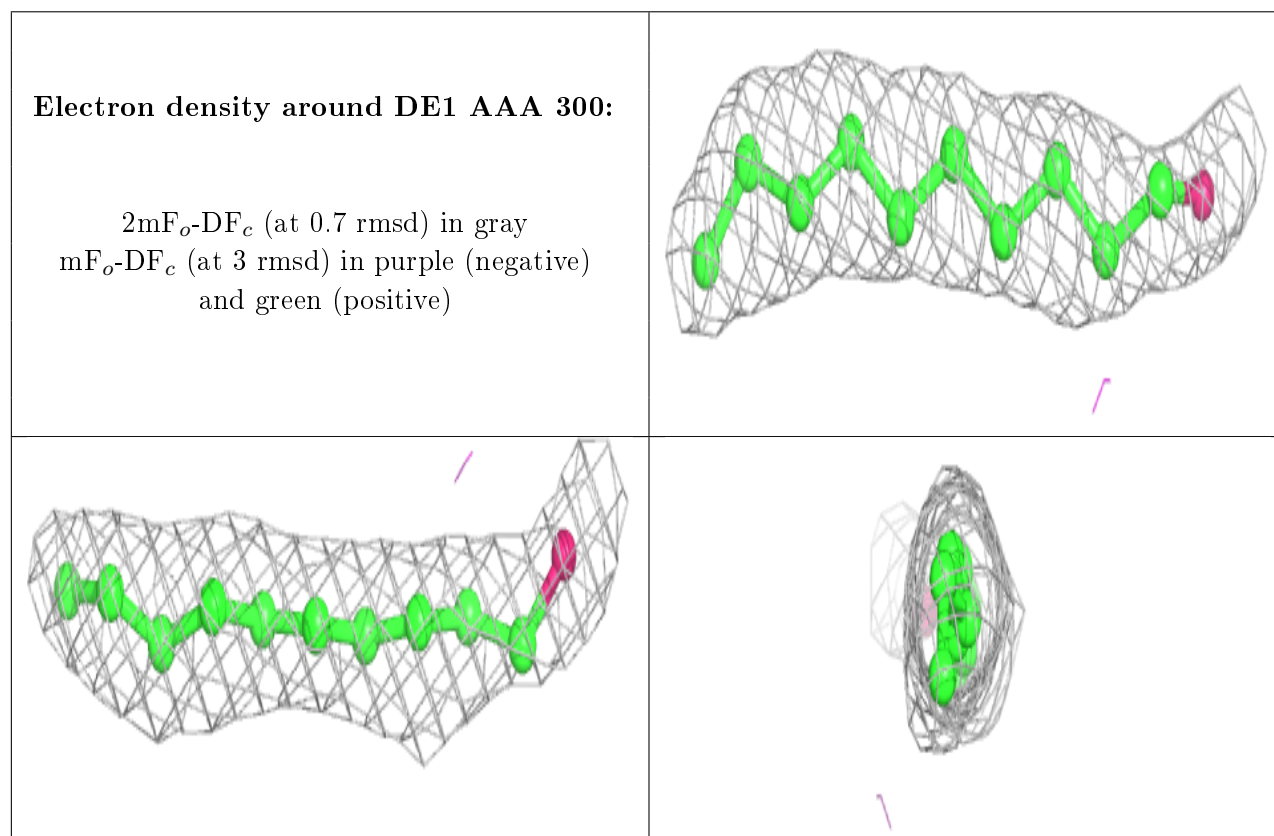 Electron density around DE1 AAA 300:
2mFₒ-DF𝒸 (at 0.7 rmsd) in gray
mFₒ-DF𝒸 (at 3 rmsd) in purple (negative)
and green (positive)